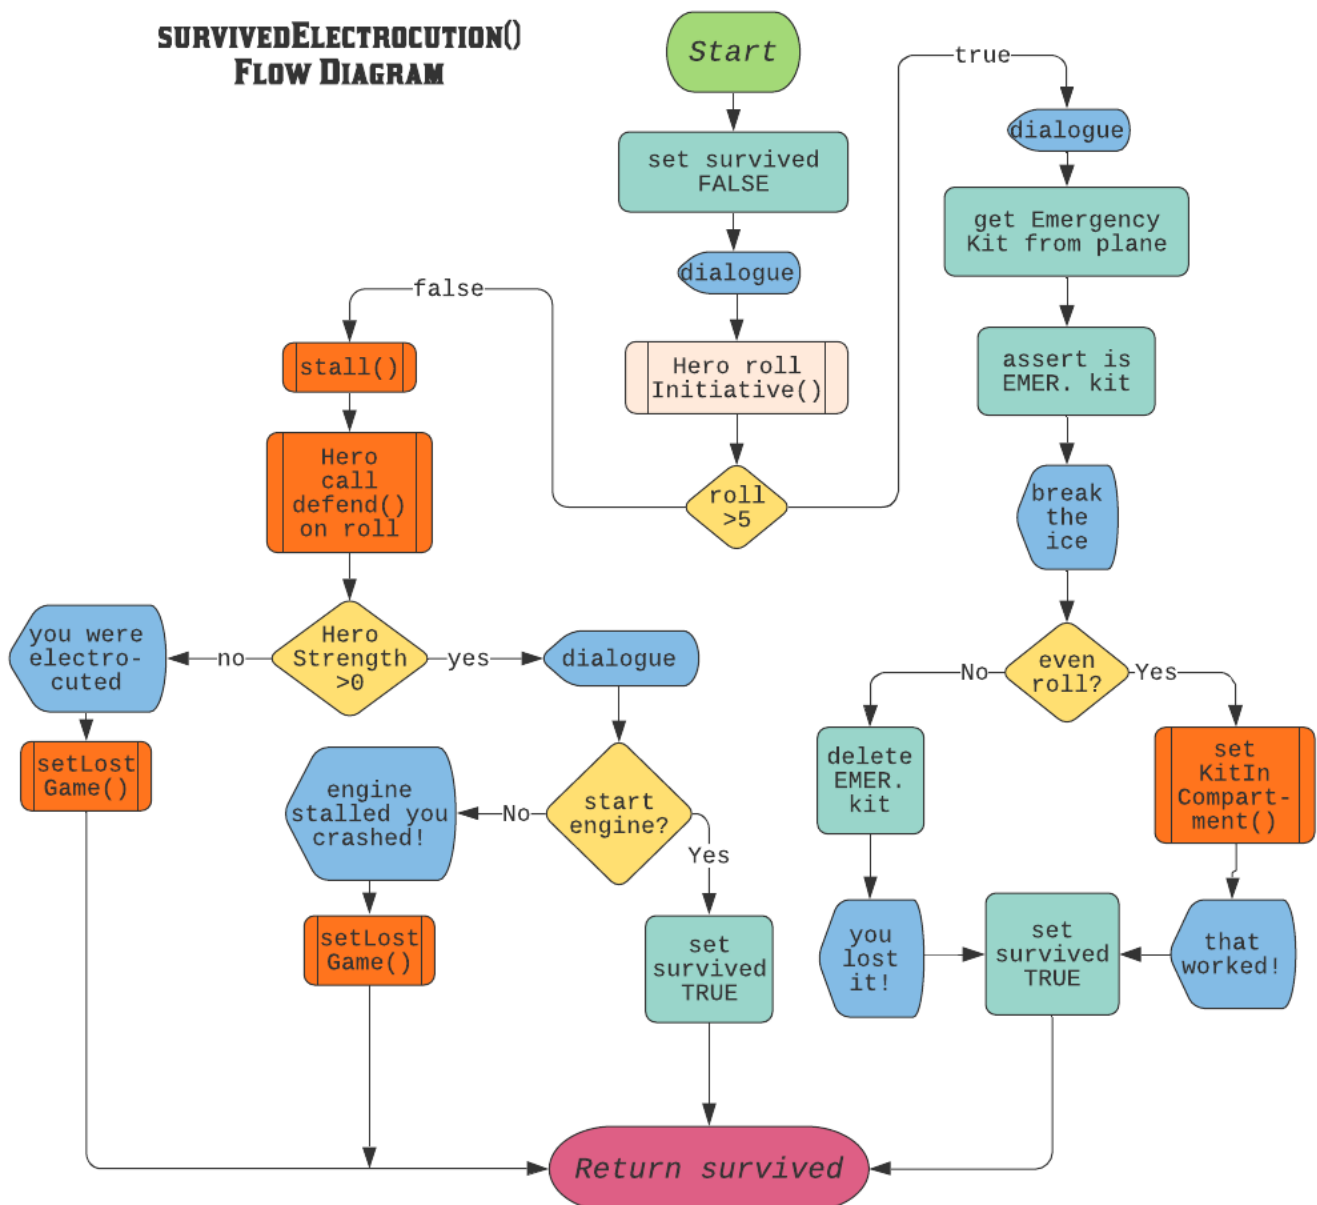 survivedElectrocution()
Flow Diagram
Start
set survived
FALSE
dialogue
Hero roll
Initiative()
roll
>5
true
dialogue
get Emergency
Kit from plane
assert is
EMER. kit
break
the
ice
even
roll?
No
delete
EMER.
kit
you
lost
it!
Yes
set
KitIn
Compart-
ment()
that
worked!
set
survived
TRUE
false
stall()
Hero
call
defend()
on roll
Hero
Strength
>0
no
you were
electro-
cuted
setLost
Game()
yes
dialogue
start
engine?
No
engine
stalled you
crashed!
setLost
Game()
Yes
set
survived
TRUE
Return survived